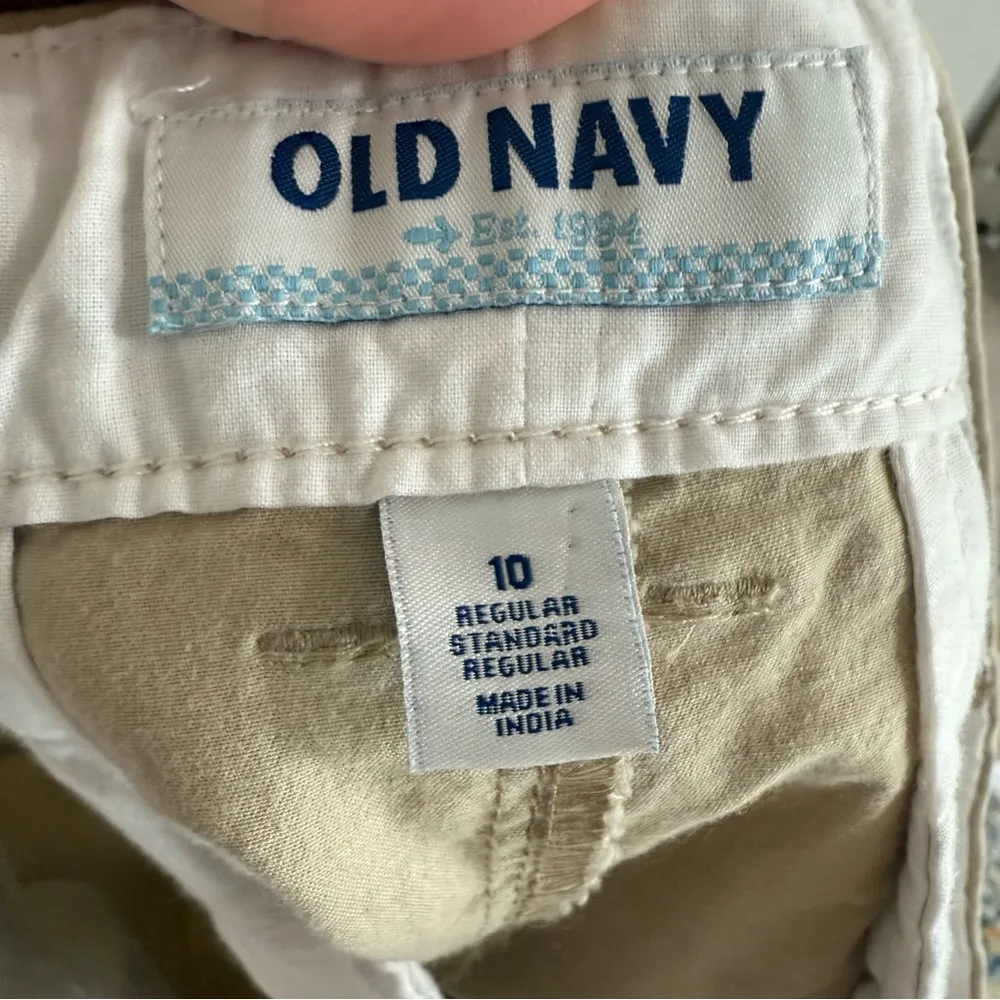 OLD NAVY
Est. 1994
10
REGULAR
STANDARD
REGULAR
MADE IN
INDIA